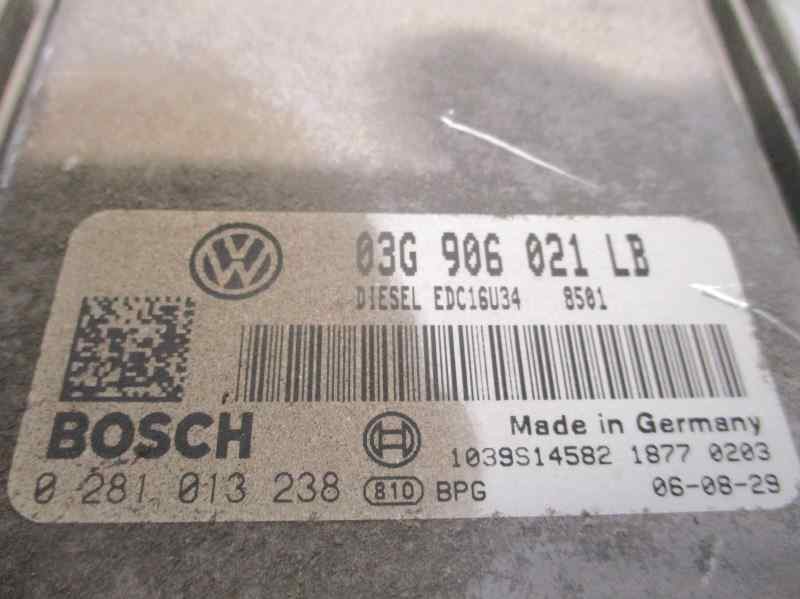 03G 906 021 LB
DIESEL EDC16U34 8501
BOSCH
Made in Germany
1039S14582 1877 0203
0 281 013 238 810 BPG 06-08-29